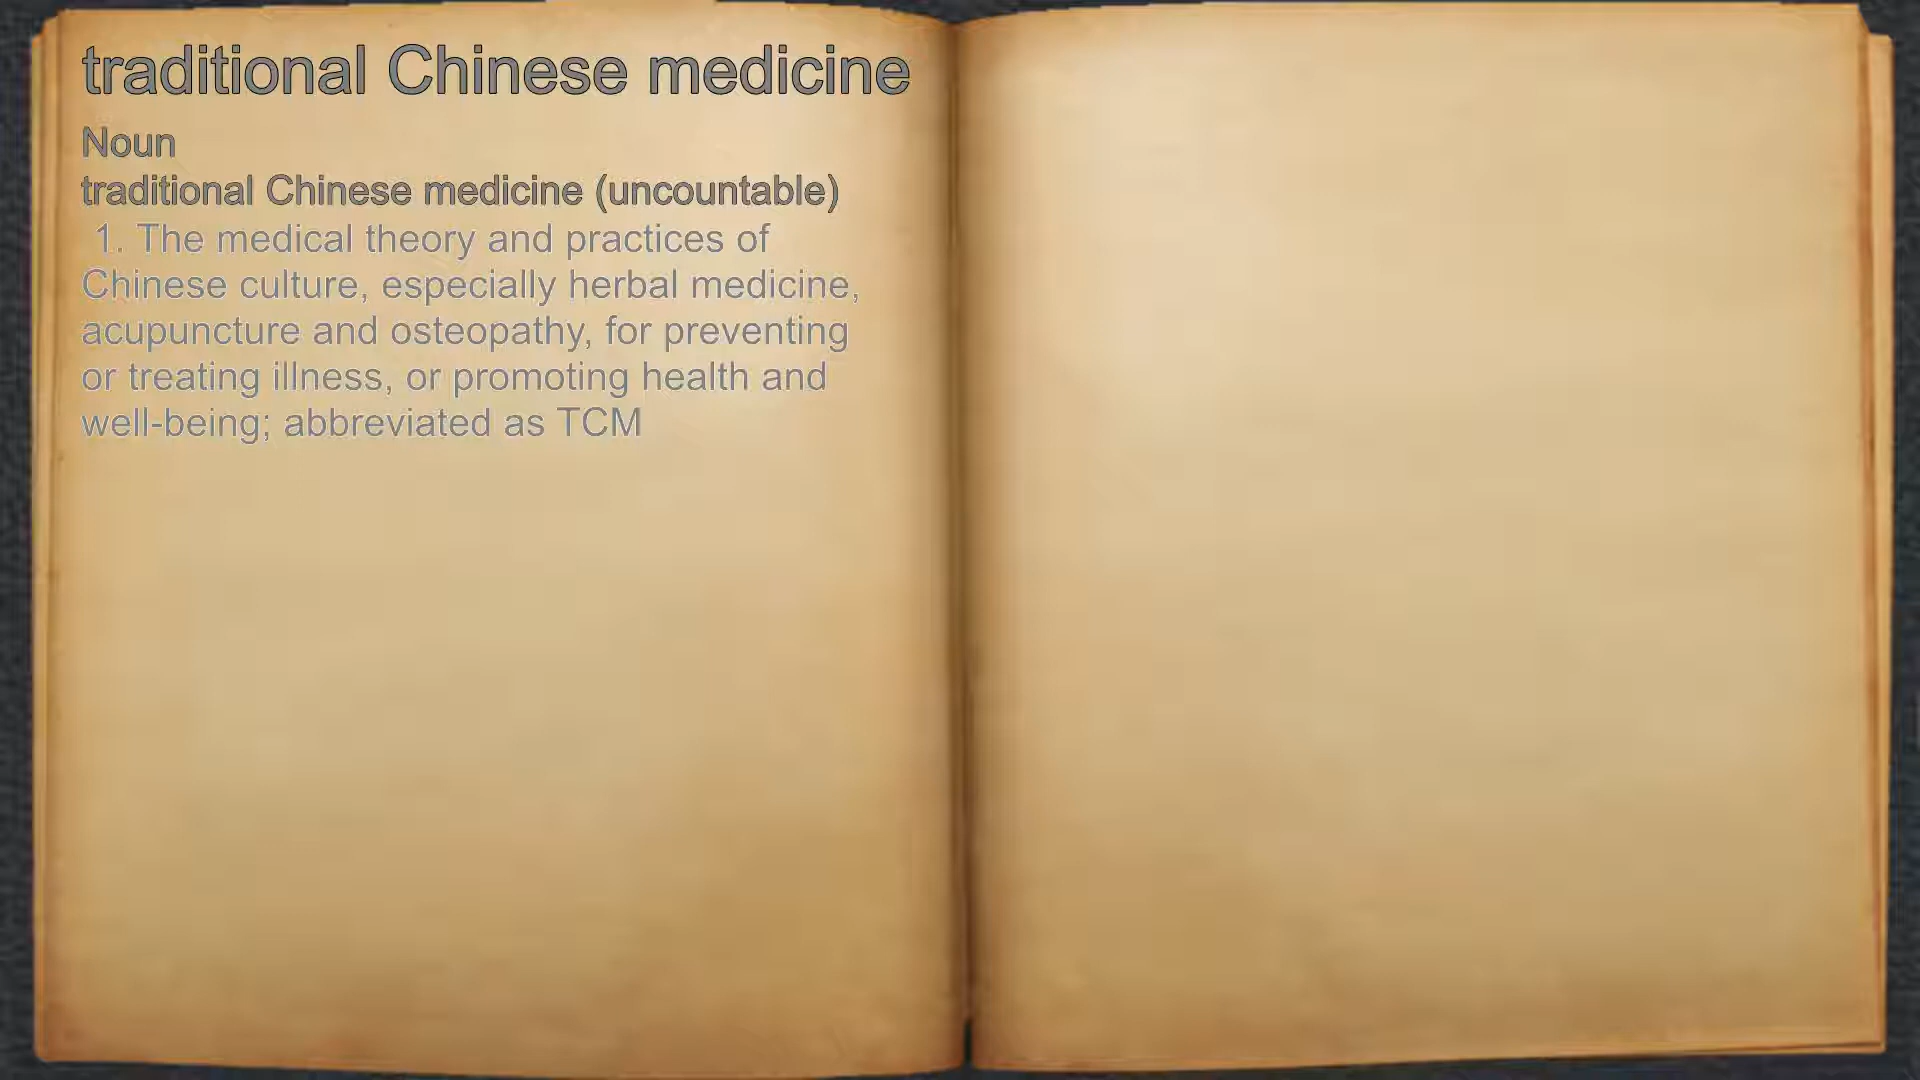 traditional Chinese medicine
Noun
traditional Chinese medicine (uncountable)
1. The medical theory and practices of
Chinese culture, especially herbal medicine,
acupuncture and osteopathy, for preventing
or treating illness, or promoting health and
well-being; abbreviated as TCM